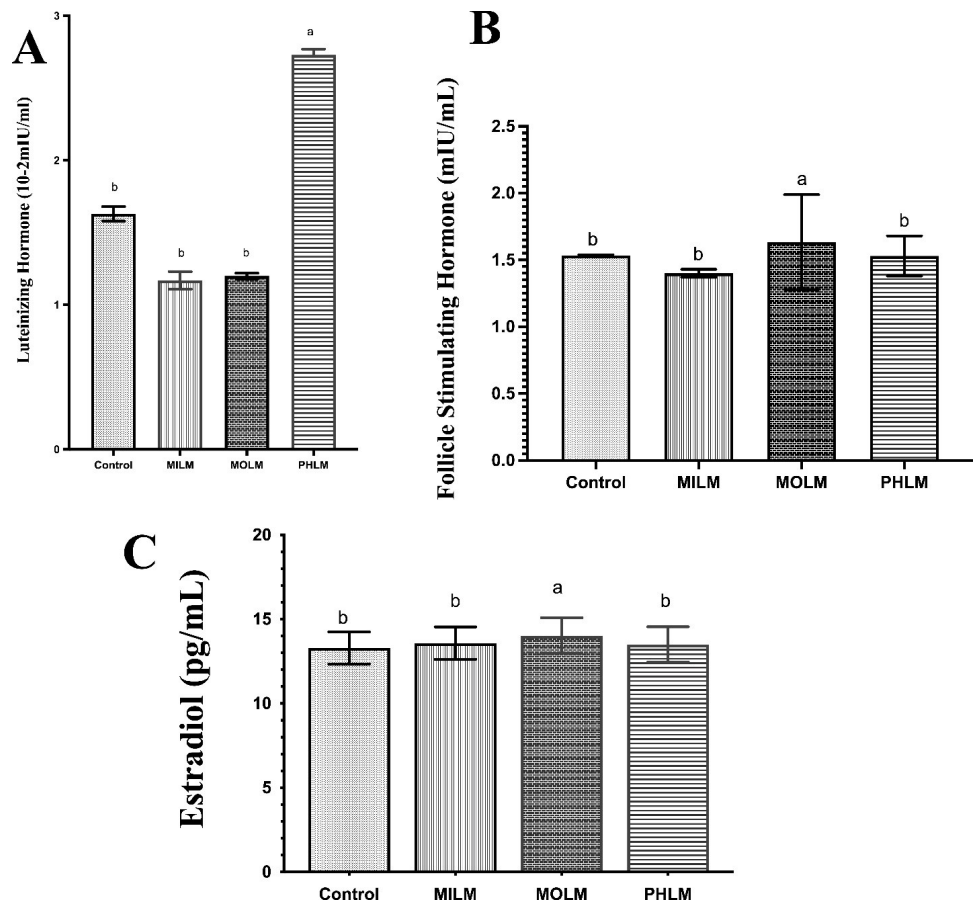 A
Luteinizing Hormone (10-2mIU/ml)
3
2
1
0
b
b
b
a
Control MILM MOLM PHLM
B
Follicle Stimulating Hormone (mIU/mL)
2.5
2.0
1.5
1.0
0.5
0.0
b
b
a
b
Control MILM MOLM PHLM
C
Estradiol (pg/mL)
20
15
10
5
0
b
b
a
b
Control MILM MOLM PHLM